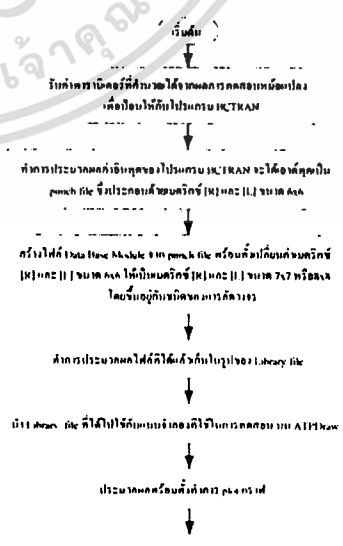 เจ้าคุณ
เริ่มต้น
รับค่าพารามิเตอร์ที่คำนวณได้จากผลการทดสอบหม้อแปลง
เพื่อป้อนให้กับโปรแกรม BCTRAN
ทำการประมวลผลค่าอินพุตของโปรแกรม BCTRAN จะได้เอาต์พุตเป็น
punch file ซึ่งประกอบด้วยเมตริกซ์ [R] และ [L] ขนาด 6x6
สร้างไฟล์ Data Base Module จาก punch file พร้อมทั้งเปลี่ยนค่าเมตริกซ์
[R] และ [L] ขนาด 6x6 ให้เป็นเมตริกซ์ [R] และ [L] ขนาด 7x7 หรือ 8x8
โดยขึ้นอยู่กับชนิดของการลัดวงจร
ทำการประมวลผลไฟล์ที่ได้แล้วเก็บในรูปของ Library file
นำ Library file ที่ได้ไปใช้กับแบบจำลองที่ใช้ในการทดสอบบน ATPDraw
ประมวลผลพร้อมทั้งทำการ plot กราฟ